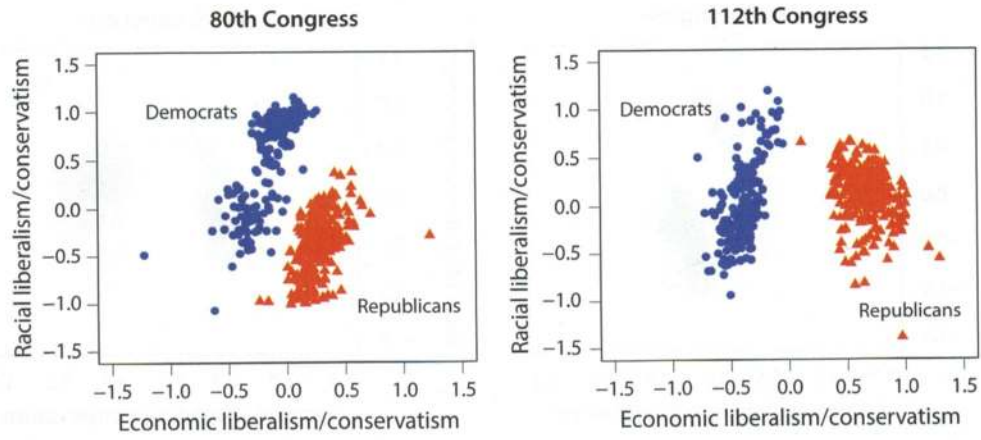 80th Congress
Racial liberalism/conservatism
1.5
1.0
0.5
0.0
−0.5
−1.0
−1.5
Democrats
Republicans
−1.5 −1.0 −0.5 0.0 0.5 1.0 1.5
Economic liberalism/conservatism
112th Congress
Racial liberalism/conservatism
1.5
1.0
0.5
0.0
−0.5
−1.0
−1.5
Democrats
Republicans
−1.5 −1.0 −0.5 0.0 0.5 1.0 1.5
Economic liberalism/conservatism